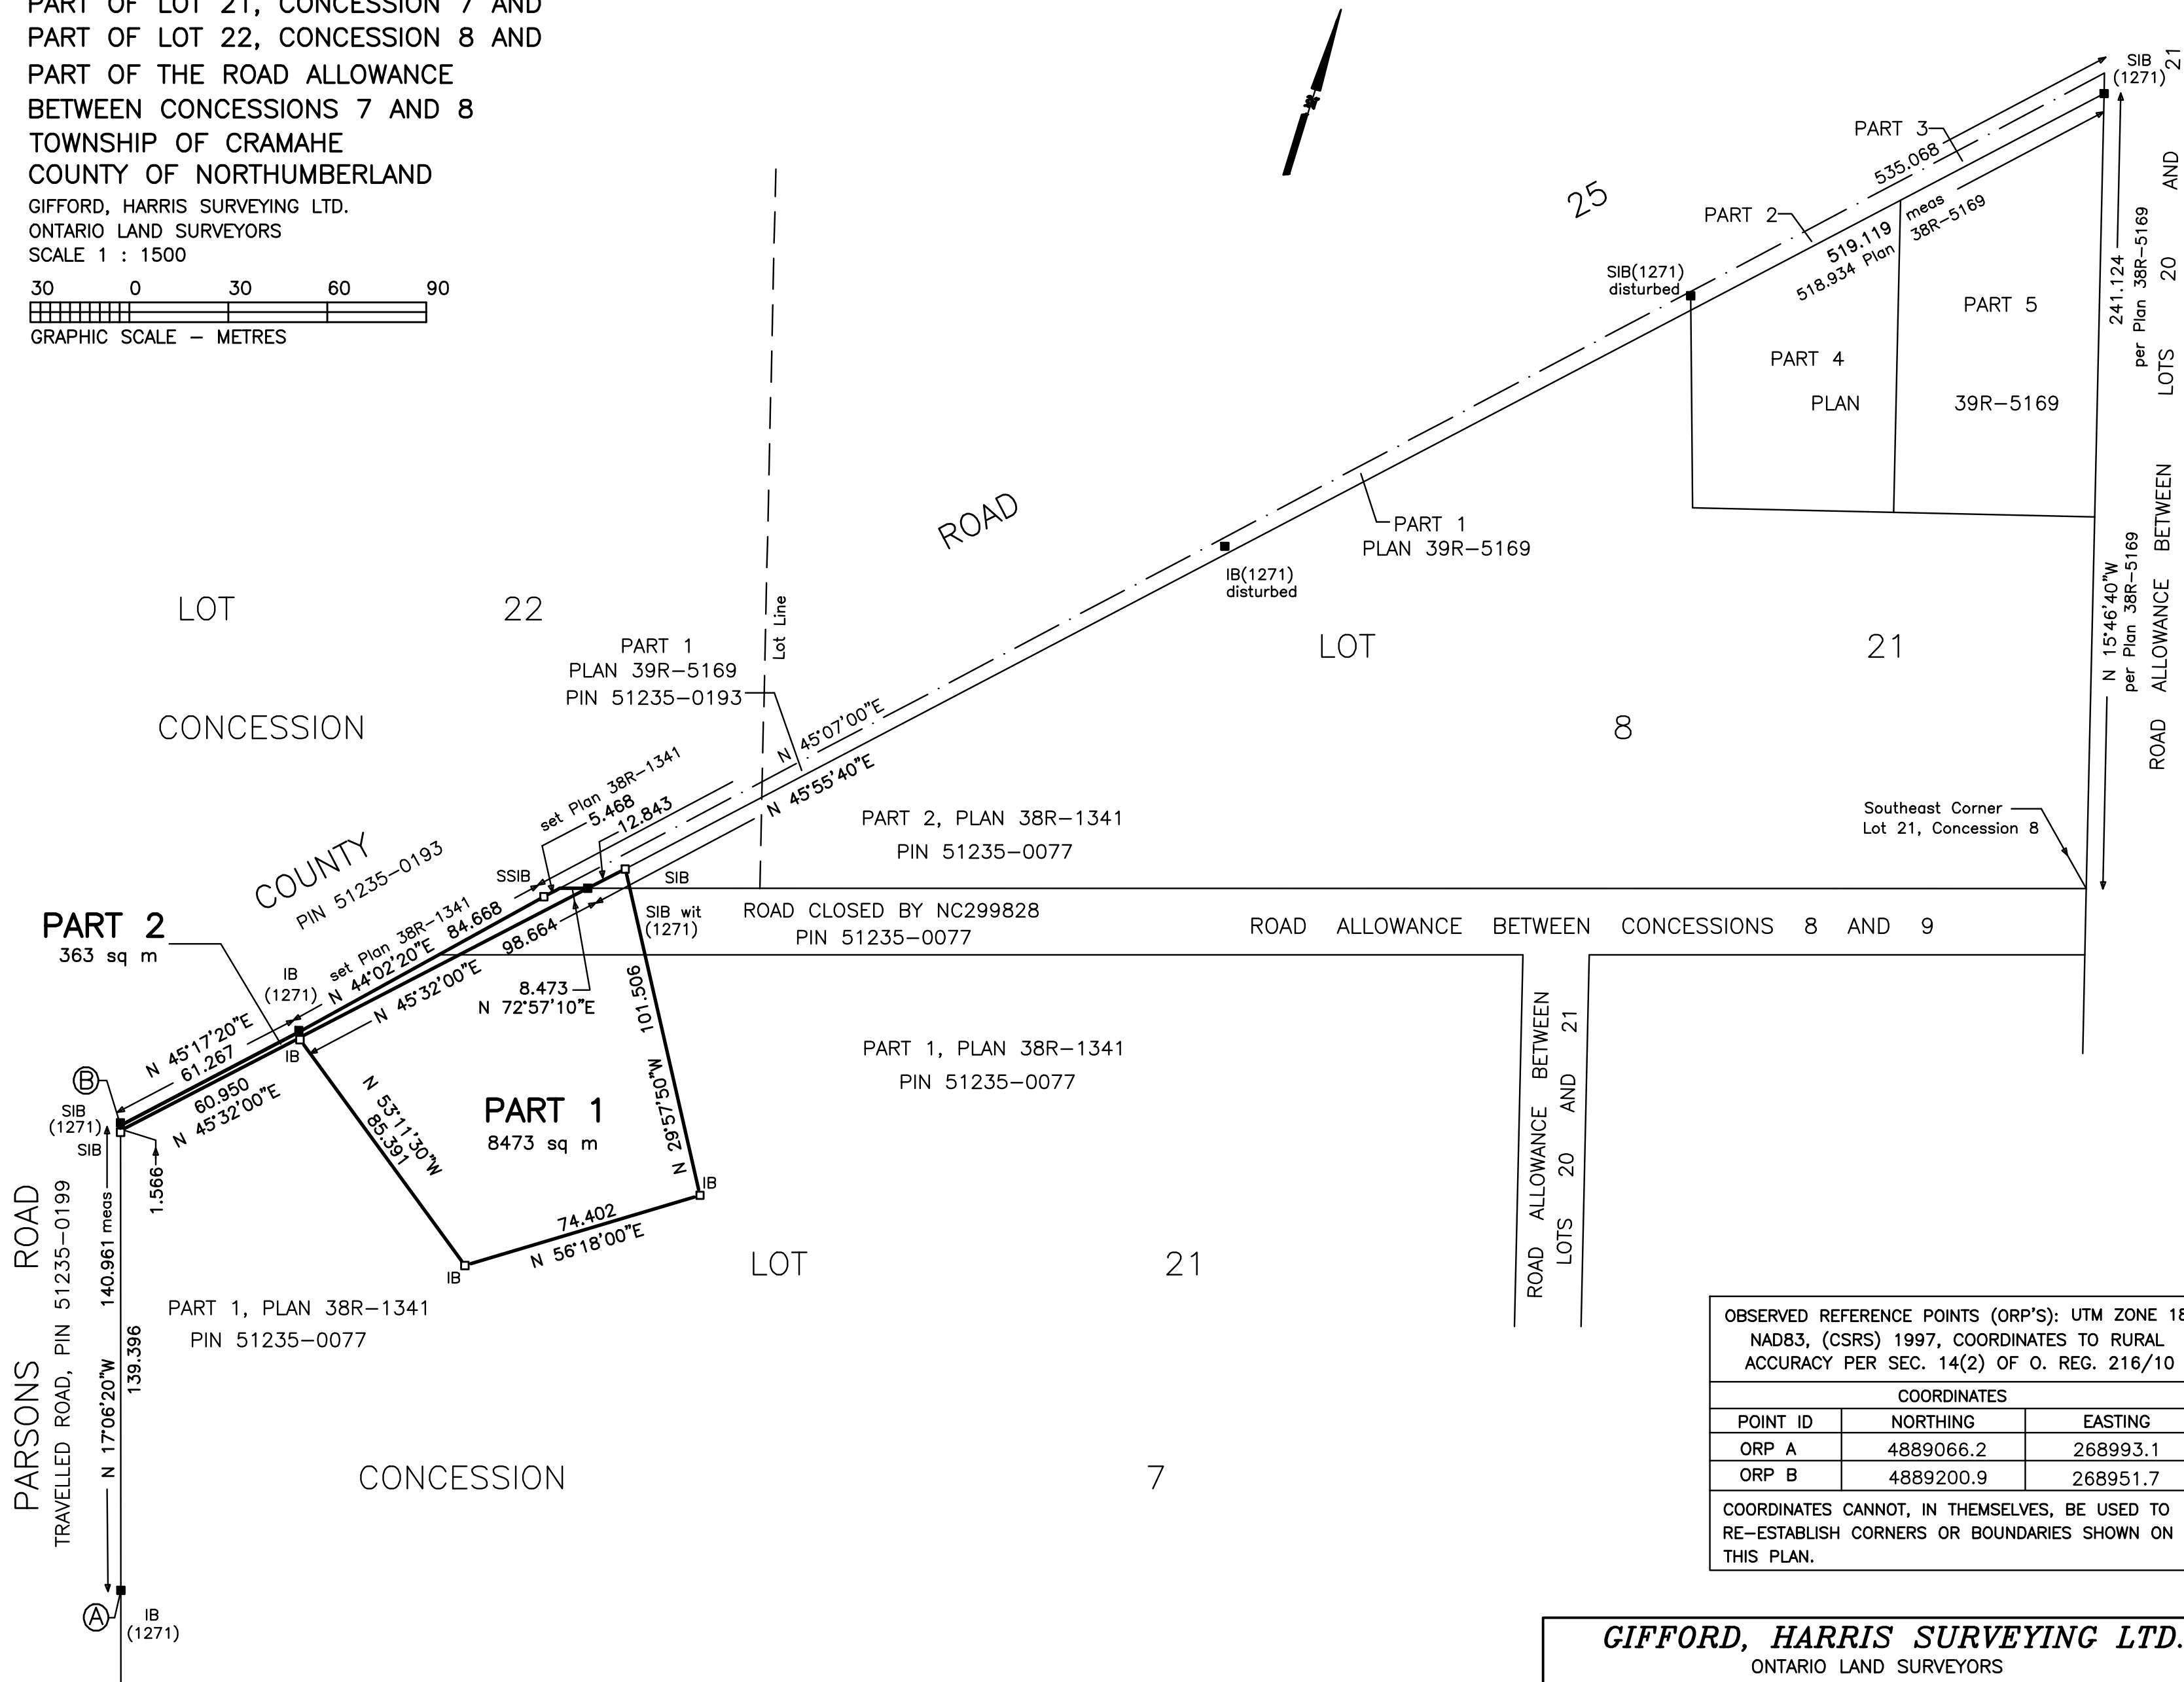 PART OF LOT 21, CONCESSION 7 AND
PART OF LOT 22, CONCESSION 8 AND
PART OF THE ROAD ALLOWANCE
BETWEEN CONCESSIONS 7 AND 8
TOWNSHIP OF CRAMAHE
COUNTY OF NORTHUMBERLAND
GIFFORD, HARRIS SURVEYING LTD.
ONTARIO LAND SURVEYORS
SCALE 1 : 1500
30 0 30 60 90
GRAPHIC SCALE - METRES
SIB
(1271)
PART 3
535.068
PART 2
25
519.119 meas
518.934 Plan 38R-5169
SIB(1271)
disturbed
PART 5
PART 4
PLAN 39R-5169
241.124
per Plan 38R-5169
N 15°46'40"W
per Plan 38R-5169
ROAD ALLOWANCE BETWEEN
LOTS 20 AND 21
ROAD
PART 1
PLAN 39R-5169
IB(1271)
disturbed
LOT 22
Lot Line
LOT 21
PART 1
PLAN 39R-5169
PIN 51235-0193
CONCESSION
8
N 45°07'00"E
N 45°55'40"E
set Plan 38R-1341
5.468
12.843
PART 2, PLAN 38R-1341
PIN 51235-0077
Southeast Corner
Lot 21, Concession 8
COUNTY
PIN 51235-0193
SSIB
SIB
SIB wit
(1271)
ROAD CLOSED BY NC299828
PIN 51235-0077
ROAD ALLOWANCE BETWEEN CONCESSIONS 8 AND 9
PART 2
363 sq m
set Plan 38R-1341
N 44°02'20"E 84.668
98.664
N 45°32'00"E
IB
(1271)
8.473
N 72°57'10"E
101.506
N 29°57'50"W
N 45°17'20"E
61.267
60.950
N 45°32'00"E
IB
B
SIB
(1271)
SIB
1.566
N 53°11'30"W
85.391
PART 1
8473 sq m
PART 1, PLAN 38R-1341
PIN 51235-0077
ROAD ALLOWANCE BETWEEN
LOTS 20 AND 21
IB
74.402
N 56°18'00"E
IB
LOT 21
PARSONS ROAD
TRAVELLED ROAD, PIN 51235-0199
N 17°06'20"W 140.961 meas
139.396
PART 1, PLAN 38R-1341
PIN 51235-0077
CONCESSION 7
A
IB
(1271)
OBSERVED REFERENCE POINTS (ORP'S): UTM ZONE 18
NAD83, (CSRS) 1997, COORDINATES TO RURAL
ACCURACY PER SEC. 14(2) OF O. REG. 216/10
COORDINATES
POINT ID NORTHING EASTING
ORP A 4889066.2 268993.1
ORP B 4889200.9 268951.7
COORDINATES CANNOT, IN THEMSELVES, BE USED TO
RE-ESTABLISH CORNERS OR BOUNDARIES SHOWN ON
THIS PLAN.
GIFFORD, HARRIS SURVEYING LTD.
ONTARIO LAND SURVEYORS